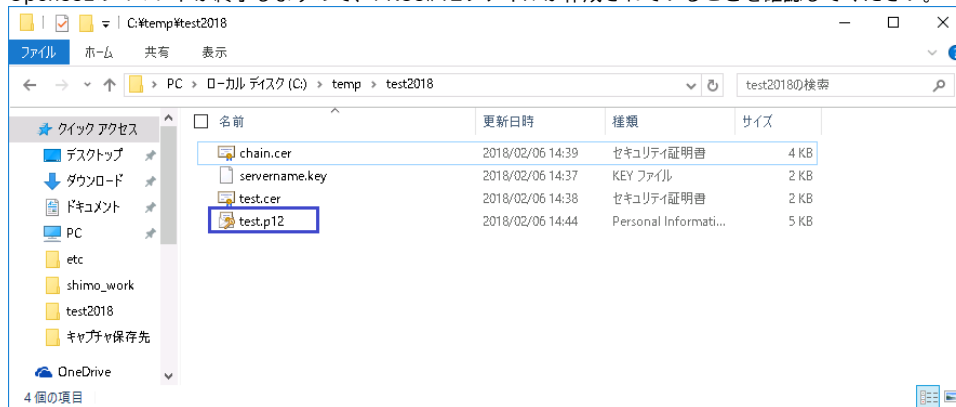 C:¥temp¥test2018
ファイル ホーム 共有 表示
PC › ローカル ディスク (C:) › temp › test2018
test2018の検索
名前 更新日時 種類 サイズ
クイック アクセス
デスクトップ
ダウンロード
ドキュメント
PC
etc
shimo_work
test2018
キャプチャ保存先
OneDrive
chain.cer 2018/02/06 14:39 セキュリティ証明書 4 KB
servername.key 2018/02/06 14:37 KEY ファイル 2 KB
test.cer 2018/02/06 14:38 セキュリティ証明書 2 KB
test.p12 2018/02/06 14:44 Personal Informati... 5 KB
4 個の項目